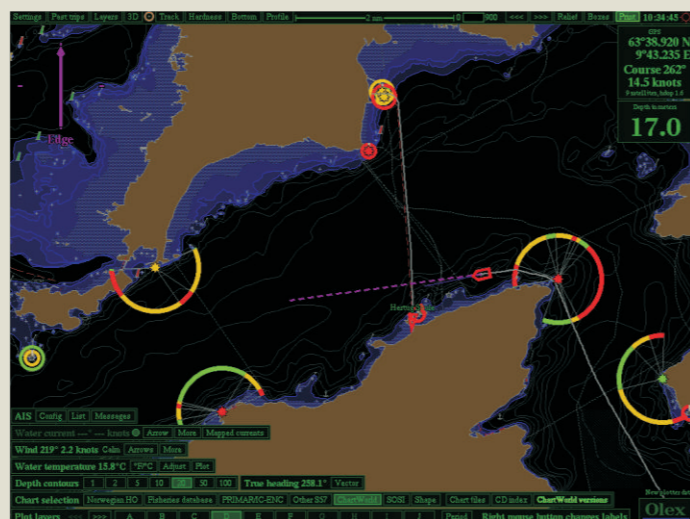 Settings Past trips Layers 3D Track Hardness Bottom Profile 2 nm 0 900 <<< >>> Relief Boxes 10:34:45
GPS
63°38.920 N
9°43.235 E
Course 262°
14.5 knots
Depth in meters
17.0
Edge
AIS Config List Messages
Water current ---° --- knots Arrow More Mapped currents
Wind 219° 2.2 knots Calm Arrows More
Water temperature 15.8°C °F/°C Adjust Plot
Depth contours 1 2 5 10 20 50 100 True heading 258.1° Vector
Chart selection Norwegian HO Fisheries database PRIMAR/IC-ENC Other S57 ChartWorld SOSI Shape Chart files CD index ChartWorld versions
Plot layers <<< >>> A B C D E F G H I J Period Right mouse button changes labels
Olex